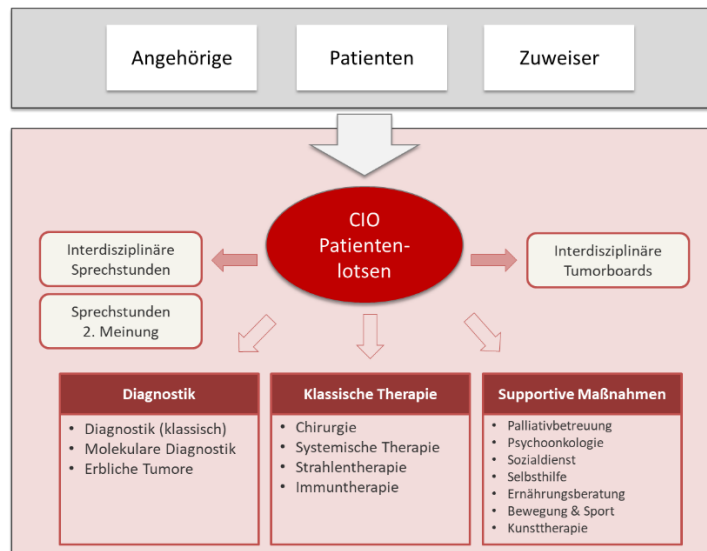 Angehörige
Patienten
Zuweiser
CIO
Patienten-
lotsen
Interdisziplinäre
Sprechstunden
Interdisziplinäre
Tumorboards
Sprechstunden
2. Meinung
Diagnostik
• Diagnostik (klassisch)
• Molekulare Diagnostik
• Erbliche Tumore
Klassische Therapie
• Chirurgie
• Systemische Therapie
• Strahlentherapie
• Immuntherapie
Supportive Maßnahmen
• Palliativbetreuung
• Psychoonkologie
• Sozialdienst
• Selbsthilfe
• Ernährungsberatung
• Bewegung & Sport
• Kunsttherapie